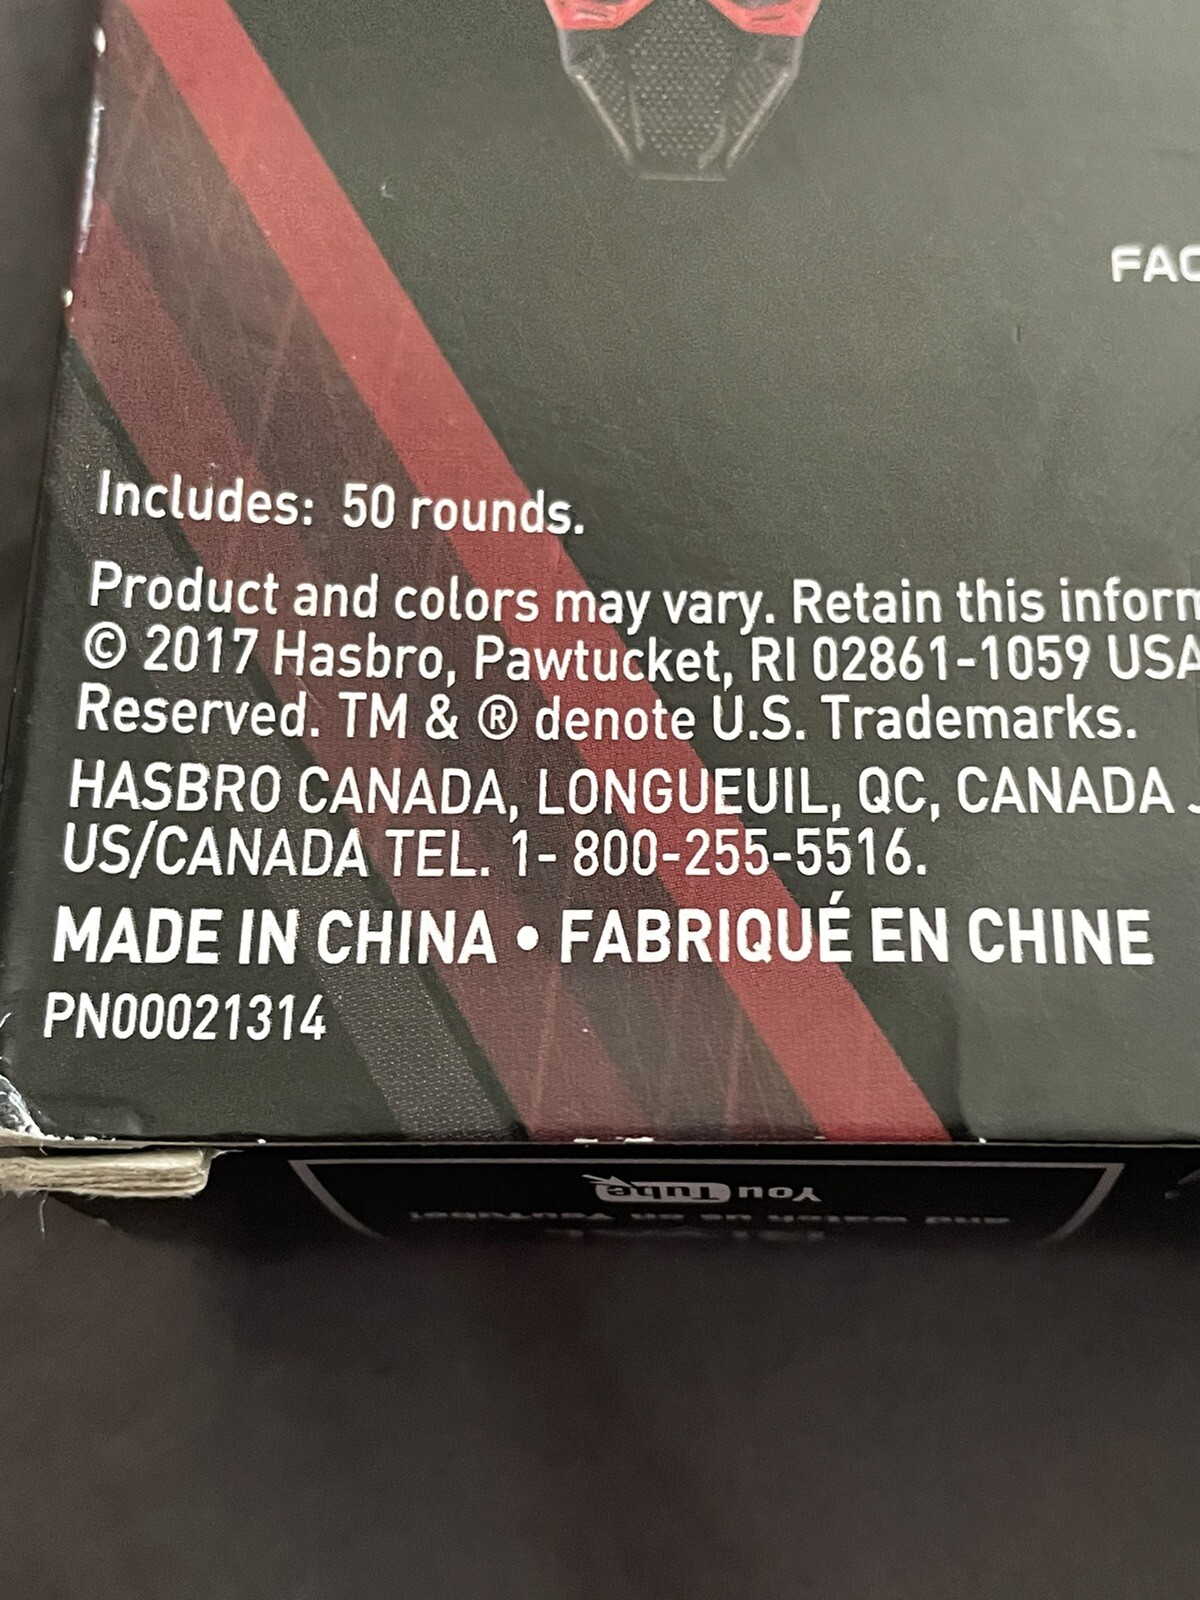 FAC
Includes: 50 rounds.
Product and colors may vary. Retain this inform
© 2017 Hasbro, Pawtucket, RI 02861-1059 USA
Reserved. TM & ® denote U.S. Trademarks.
HASBRO CANADA, LONGUEUIL, QC, CANADA
US/CANADA TEL. 1- 800-255-5516.
MADE IN CHINA • FABRIQUÉ EN CHINE
PN00021314
You Tube